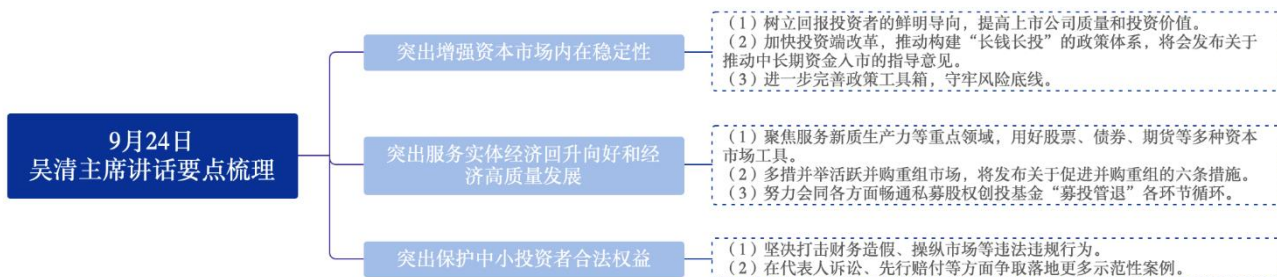 9月24日
吴清主席讲话要点梳理
突出增强资本市场内在稳定性
（1）树立回报投资者的鲜明导向，提高上市公司质量和投资价值。
（2）加快投资端改革，推动构建“长钱长投”的政策体系，将会发布关于
推动中长期资金入市的指导意见。
（3）进一步完善政策工具箱，守牢风险底线。
突出服务实体经济回升向好和经
济高质量发展
（1）聚焦服务新质生产力等重点领域，用好股票、债券、期货等多种资本
市场工具。
（2）多措并举活跃并购重组市场，将发布关于促进并购重组的六条措施。
（3）努力会同各方面畅通私募股权创投基金“募投管退”各环节循环。
突出保护中小投资者合法权益
（1）坚决打击财务造假、操纵市场等违法违规行为。
（2）在代表人诉讼、先行赔付等方面争取落地更多示范性案例。